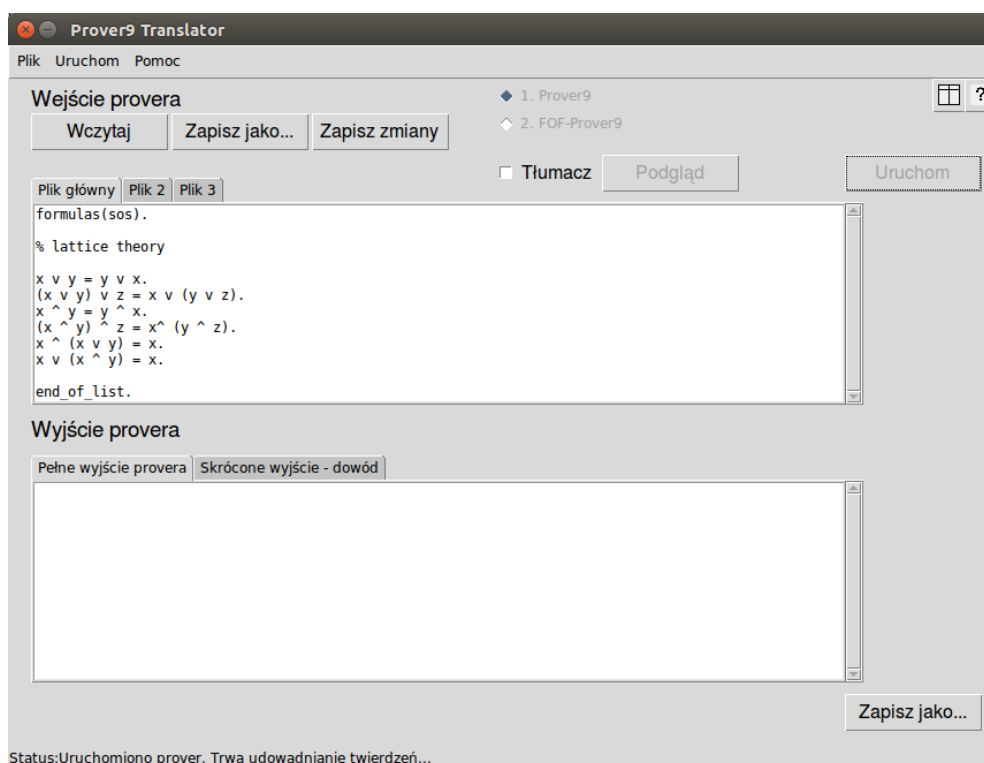 Prover9 Translator
Plik Uruchom Pomoc
Wejście provera
1. Prover9
?
Wczytaj Zapisz jako... Zapisz zmiany
2. FOF-Prover9
Tłumacz Podgląd Uruchom
Plik główny Plik 2 Plik 3
formulas(sos).
% lattice theory
x v y = y v x.
(x v y) v z = x v (y v z).
x ^ y = y ^ x.
(x ^ y) ^ z = x^ (y ^ z).
x ^ (x v y) = x.
x v (x ^ y) = x.
end_of_list.
Wyjście provera
Pełne wyjście provera Skrócone wyjście - dowód
Zapisz jako...
Status:Uruchomiono prover. Trwa udowadnianie twierdzeń...